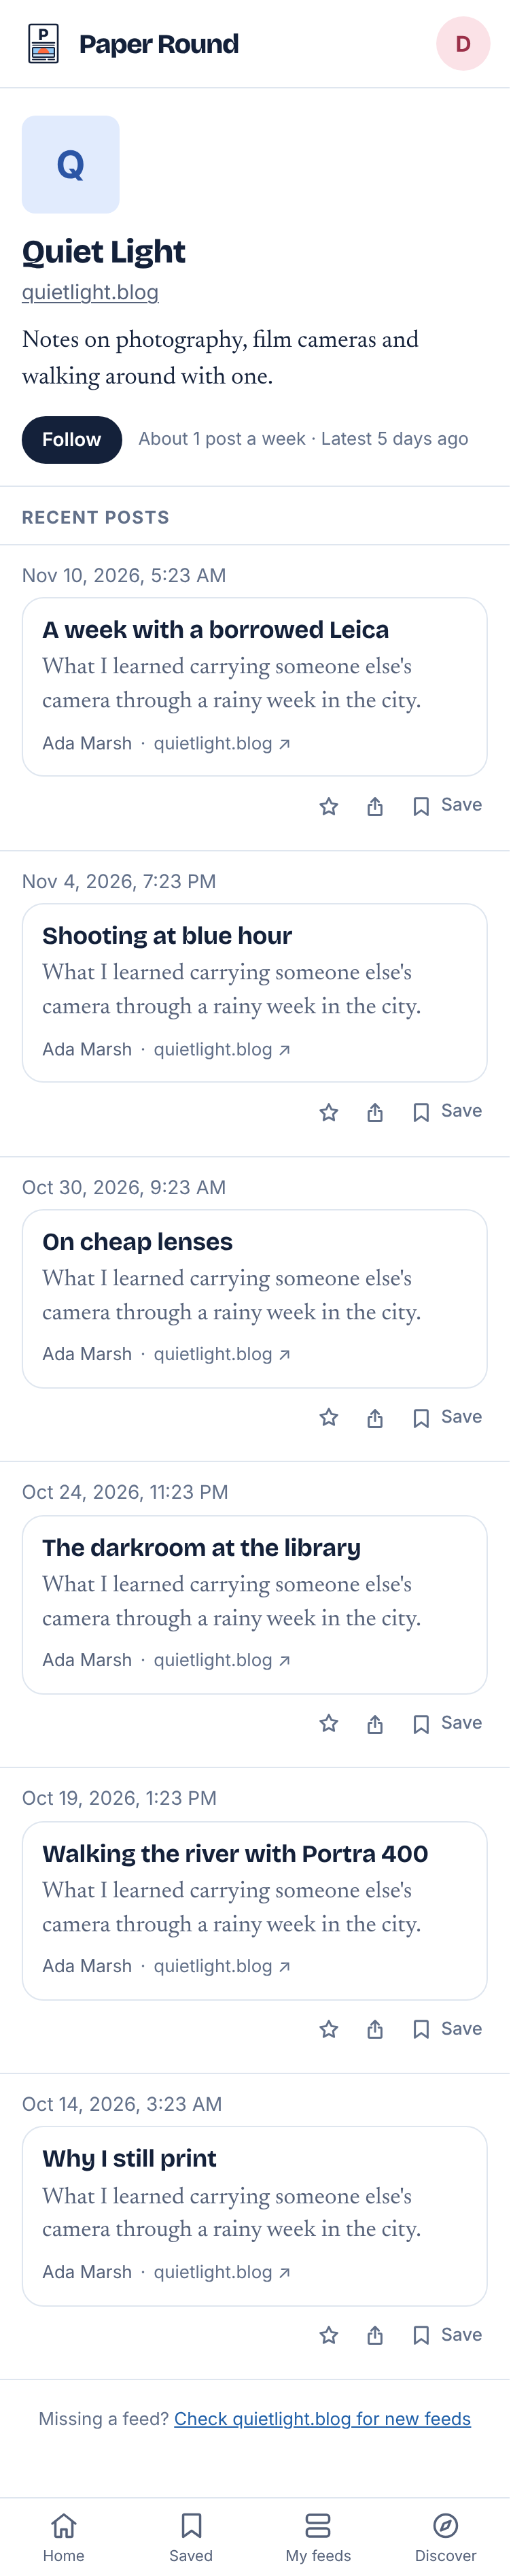 P
Paper Round
D
Q
Quiet Light
quietlight.blog
Notes on photography, film cameras and
walking around with one.
Follow
About 1 post a week · Latest 5 days ago
RECENT POSTS
Nov 10, 2026, 5:23 AM
A week with a borrowed Leica
What I learned carrying someone else's
camera through a rainy week in the city.
Ada Marsh · quietlight.blog ↗
Save
Nov 4, 2026, 7:23 PM
Shooting at blue hour
What I learned carrying someone else's
camera through a rainy week in the city.
Ada Marsh · quietlight.blog ↗
Save
Oct 30, 2026, 9:23 AM
On cheap lenses
What I learned carrying someone else's
camera through a rainy week in the city.
Ada Marsh · quietlight.blog ↗
Save
Oct 24, 2026, 11:23 PM
The darkroom at the library
What I learned carrying someone else's
camera through a rainy week in the city.
Ada Marsh · quietlight.blog ↗
Save
Oct 19, 2026, 1:23 PM
Walking the river with Portra 400
What I learned carrying someone else's
camera through a rainy week in the city.
Ada Marsh · quietlight.blog ↗
Save
Oct 14, 2026, 3:23 AM
Why I still print
What I learned carrying someone else's
camera through a rainy week in the city.
Ada Marsh · quietlight.blog ↗
Save
Missing a feed? Check quietlight.blog for new feeds
Home
Saved
My feeds
Discover